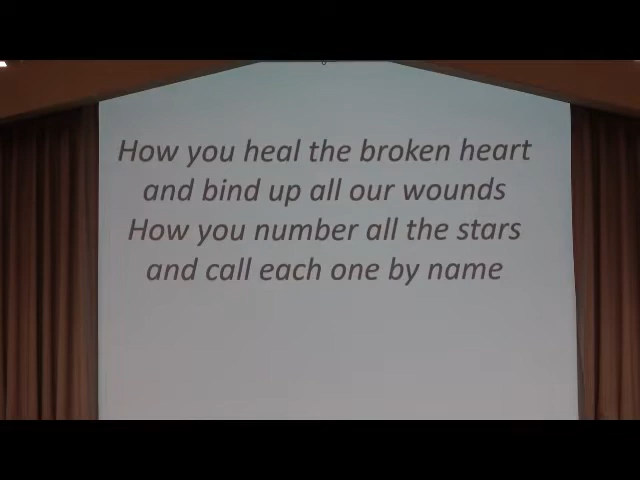 How you heal the broken heart
and bind up all our wounds
How you number all the stars
and call each one by name